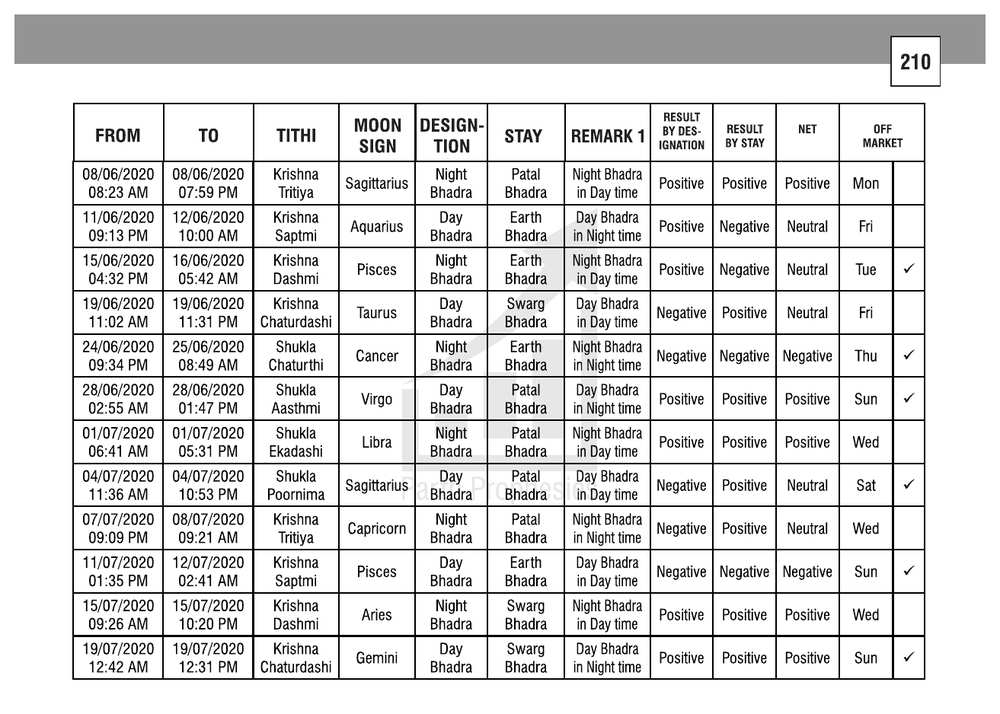 210
FROM TO TITHI MOON SIGN DESIGN-TION STAY REMARK 1 RESULT BY DES-IGNATION RESULT BY STAY NET OFF MARKET
08/06/2020 08/06/2020 Krishna Sagittarius Night Patal Night Bhadra Positive Positive Positive Mon
08:23 AM 07:59 PM Tritiya Bhadra Bhadra in Day time
11/06/2020 12/06/2020 Krishna Aquarius Day Earth Day Bhadra Positive Negative Neutral Fri
09:13 PM 10:00 AM Saptmi Bhadra Bhadra in Night time
15/06/2020 16/06/2020 Krishna Pisces Night Earth Night Bhadra Positive Negative Neutral Tue ✓
04:32 PM 05:42 AM Dashmi Bhadra Bhadra in Day time
19/06/2020 19/06/2020 Krishna Taurus Day Swarg Day Bhadra Negative Positive Neutral Fri
11:02 AM 11:31 PM Chaturdashi Bhadra Bhadra in Day time
24/06/2020 25/06/2020 Shukla Cancer Night Earth Night Bhadra Negative Negative Negative Thu ✓
09:34 PM 08:49 AM Chaturthi Bhadra Bhadra in Night time
28/06/2020 28/06/2020 Shukla Virgo Day Patal Day Bhadra Positive Positive Positive Sun ✓
02:55 AM 01:47 PM Aasthmi Bhadra Bhadra in Night time
01/07/2020 01/07/2020 Shukla Libra Night Patal Night Bhadra Positive Positive Positive Wed
06:41 AM 05:31 PM Ekadashi Bhadra Bhadra in Day time
04/07/2020 04/07/2020 Shukla Sagittarius Day Patal Day Bhadra Negative Positive Neutral Sat ✓
11:36 AM 10:53 PM Poornima Bhadra Bhadra in Day time
07/07/2020 08/07/2020 Krishna Capricorn Night Patal Night Bhadra Negative Positive Neutral Wed
09:09 PM 09:21 AM Tritiya Bhadra Bhadra in Night time
11/07/2020 12/07/2020 Krishna Pisces Day Earth Day Bhadra Negative Negative Negative Sun ✓
01:35 PM 02:41 AM Saptmi Bhadra Bhadra in Day time
15/07/2020 15/07/2020 Krishna Aries Night Swarg Night Bhadra Positive Positive Positive Wed
09:26 AM 10:20 PM Dashmi Bhadra Bhadra in Day time
19/07/2020 19/07/2020 Krishna Gemini Day Swarg Day Bhadra Positive Positive Positive Sun ✓
12:42 AM 12:31 PM Chaturdashi Bhadra Bhadra in Night time